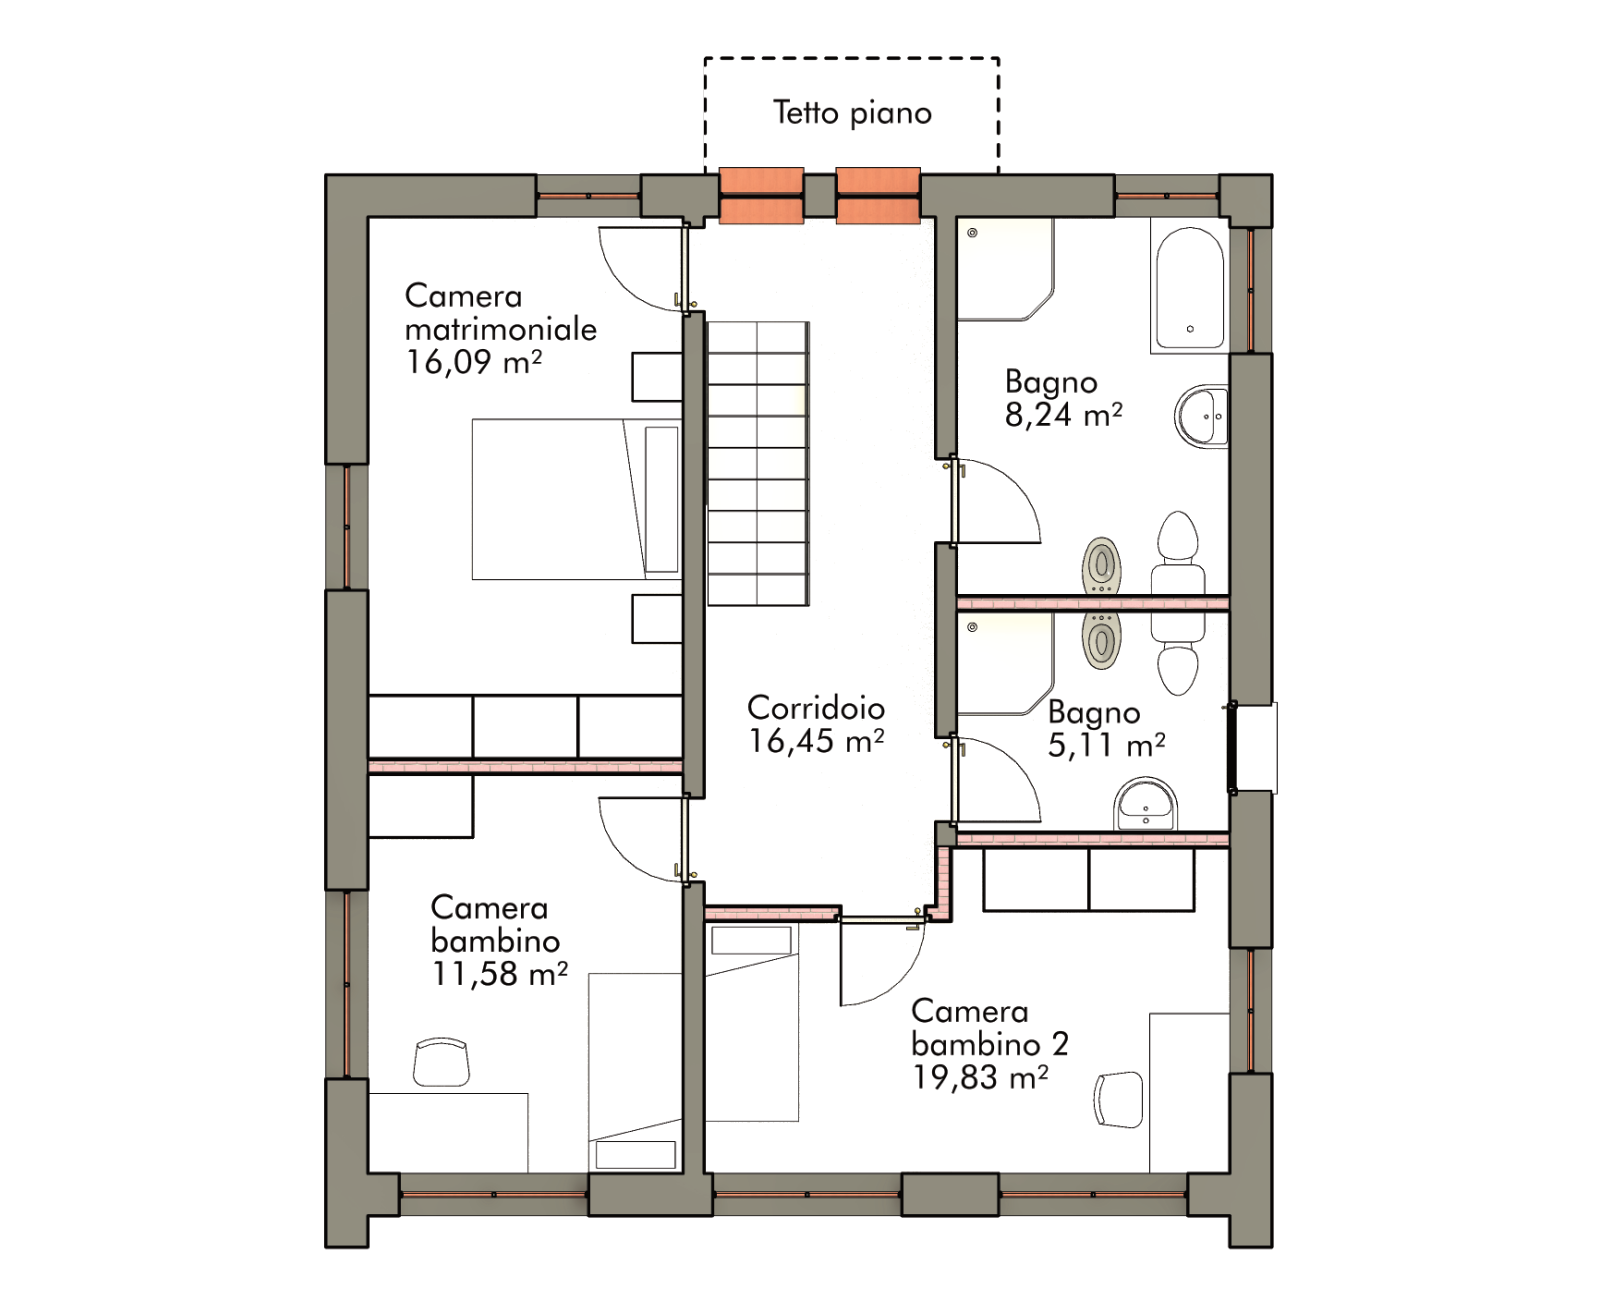 Tetto piano
Camera
matrimoniale
16,09 m²
Bagno
8,24 m²
Corridoio
16,45 m²
Bagno
5,11 m²
Camera
bambino
11,58 m²
Camera
bambino 2
19,83 m²